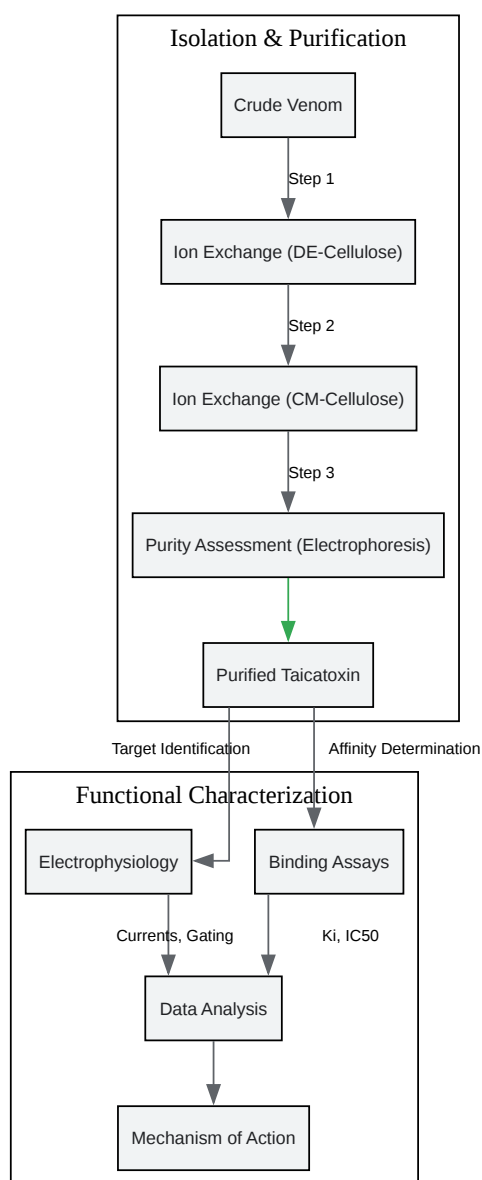 Isolation & Purification
Crude Venom
Step 1
Ion Exchange (DE-Cellulose)
Step 2
Ion Exchange (CM-Cellulose)
Step 3
Purity Assessment (Electrophoresis)
Purified Taicatoxin
Target Identification
Affinity Determination
Functional Characterization
Electrophysiology
Binding Assays
Currents, Gating
Ki, IC50
Data Analysis
Mechanism of Action